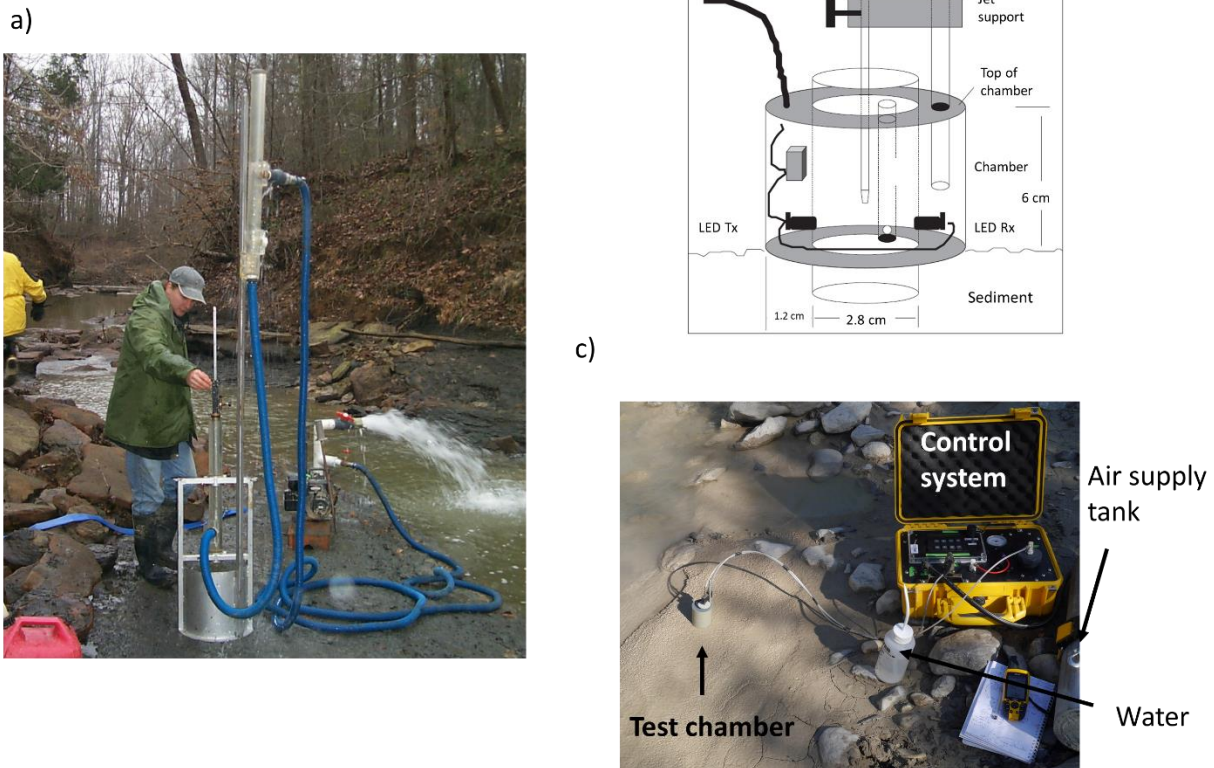 a)
Jet
support
Top of
chamber
Chamber
6 cm
LED Tx
LED Rx
Sediment
1.2 cm
2.8 cm
c)
Control
system
Air supply
tank
Test chamber
Water